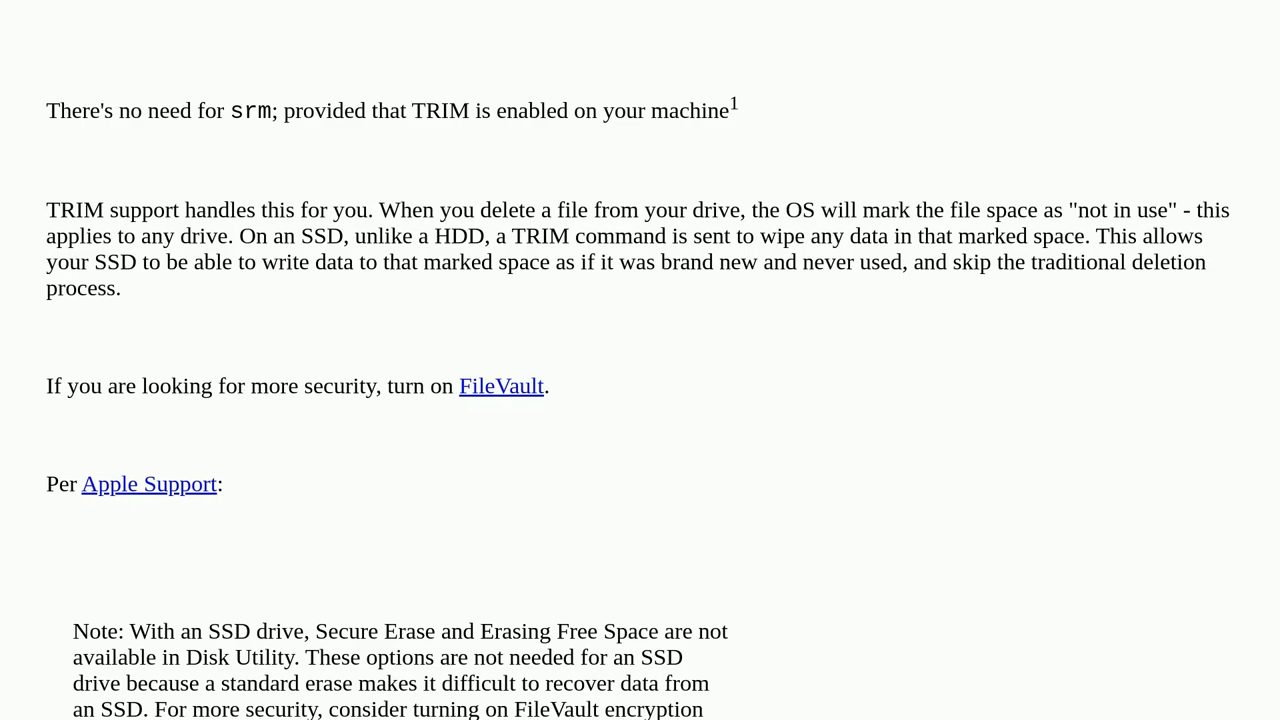 There's no need for srm; provided that TRIM is enabled on your machine1
TRIM support handles this for you. When you delete a file from your drive, the OS will mark the file space as "not in use" - this
applies to any drive. On an SSD, unlike a HDD, a TRIM command is sent to wipe any data in that marked space. This allows
your SSD to be able to write data to that marked space as if it was brand new and never used, and skip the traditional deletion
process.
If you are looking for more security, turn on FileVault.
Per Apple Support:
Note: With an SSD drive, Secure Erase and Erasing Free Space are not
available in Disk Utility. These options are not needed for an SSD
drive because a standard erase makes it difficult to recover data from
an SSD. For more security, consider turning on FileVault encryption